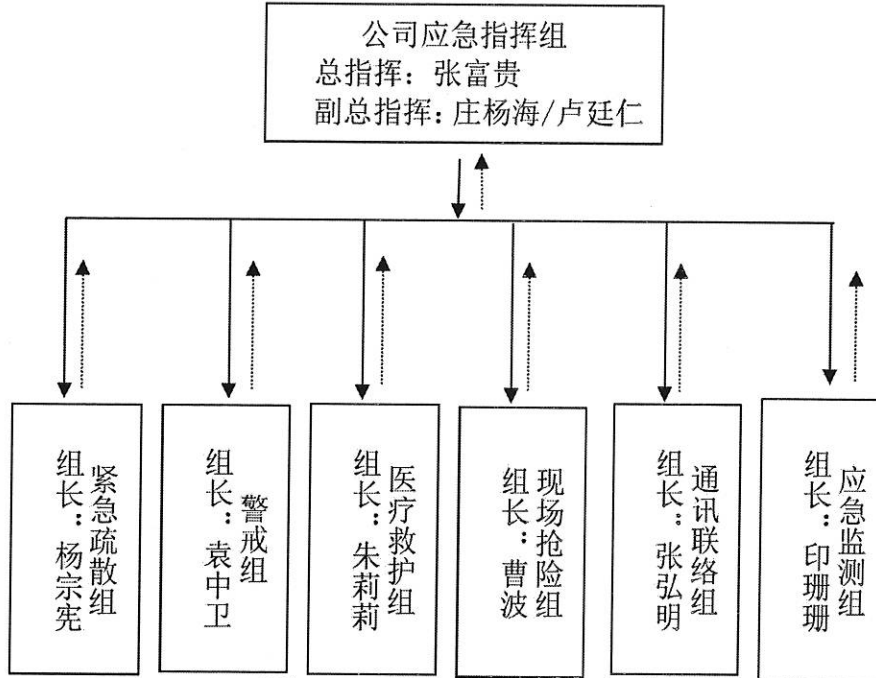 公司应急指挥组
总指挥：张富贵
副总指挥：庄杨海/卢廷仁
紧急疏散组
组长：杨宗宪
警戒组
组长：袁中卫
医疗救护组
组长：朱莉莉
现场抢险组
组长：曹波
通讯联络组
组长：张弘明
应急监测组
组长：印珊珊